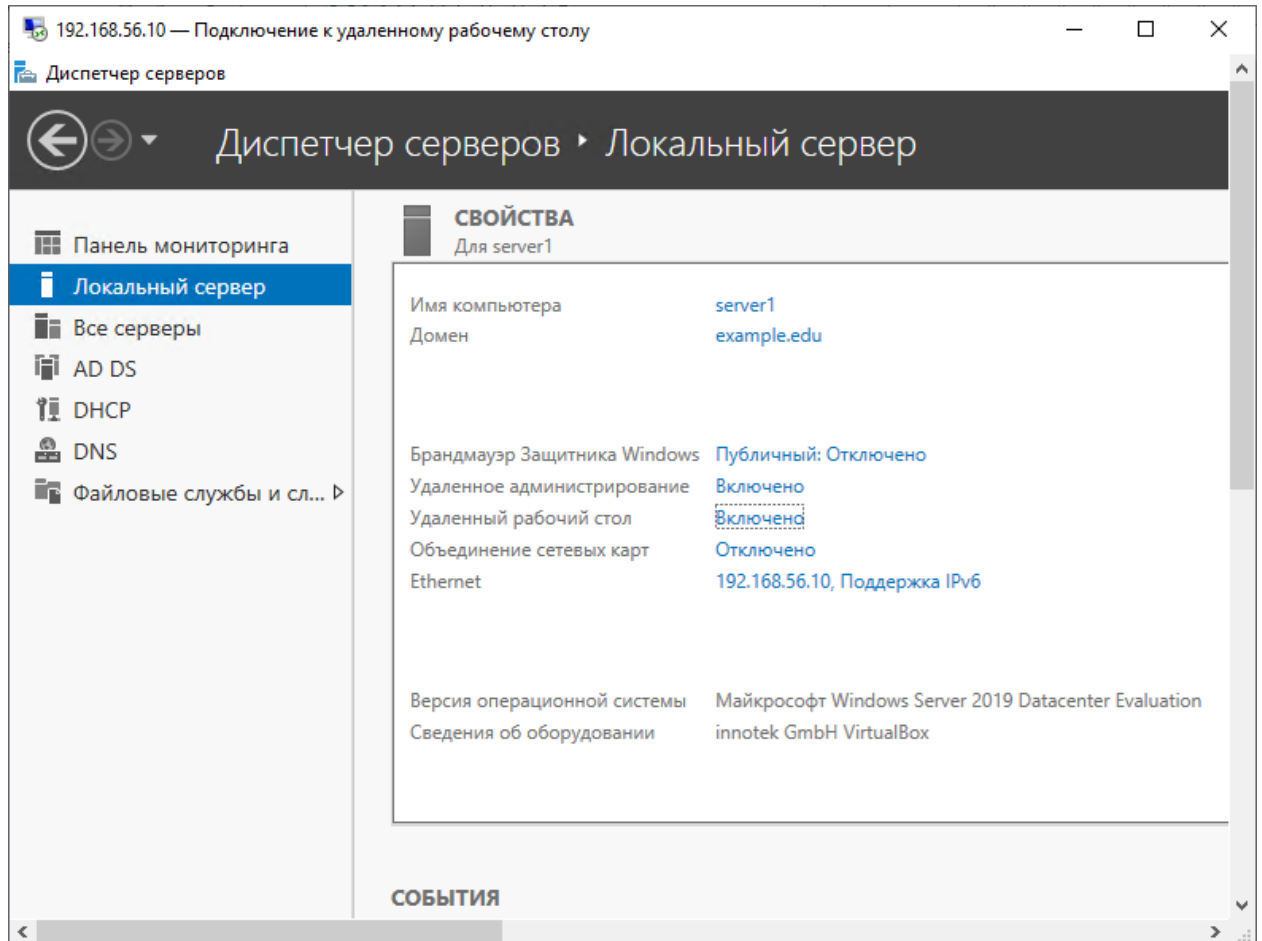 192.168.56.10 — Подключение к удаленному рабочему столу
Диспетчер серверов
Диспетчер серверов ‣ Локальный сервер
Панель мониторинга
Локальный сервер
Все серверы
AD DS
DHCP
DNS
Файловые службы и сл...
СВОЙСТВА
Для server1
Имя компьютера server1
Домен example.edu
Брандмауэр Защитника Windows Публичный: Отключено
Удаленное администрирование Включено
Удаленный рабочий стол Включено
Объединение сетевых карт Отключено
Ethernet 192.168.56.10, Поддержка IPv6
Версия операционной системы Майкрософт Windows Server 2019 Datacenter Evaluation
Сведения об оборудовании innotek GmbH VirtualBox
СОБЫТИЯ